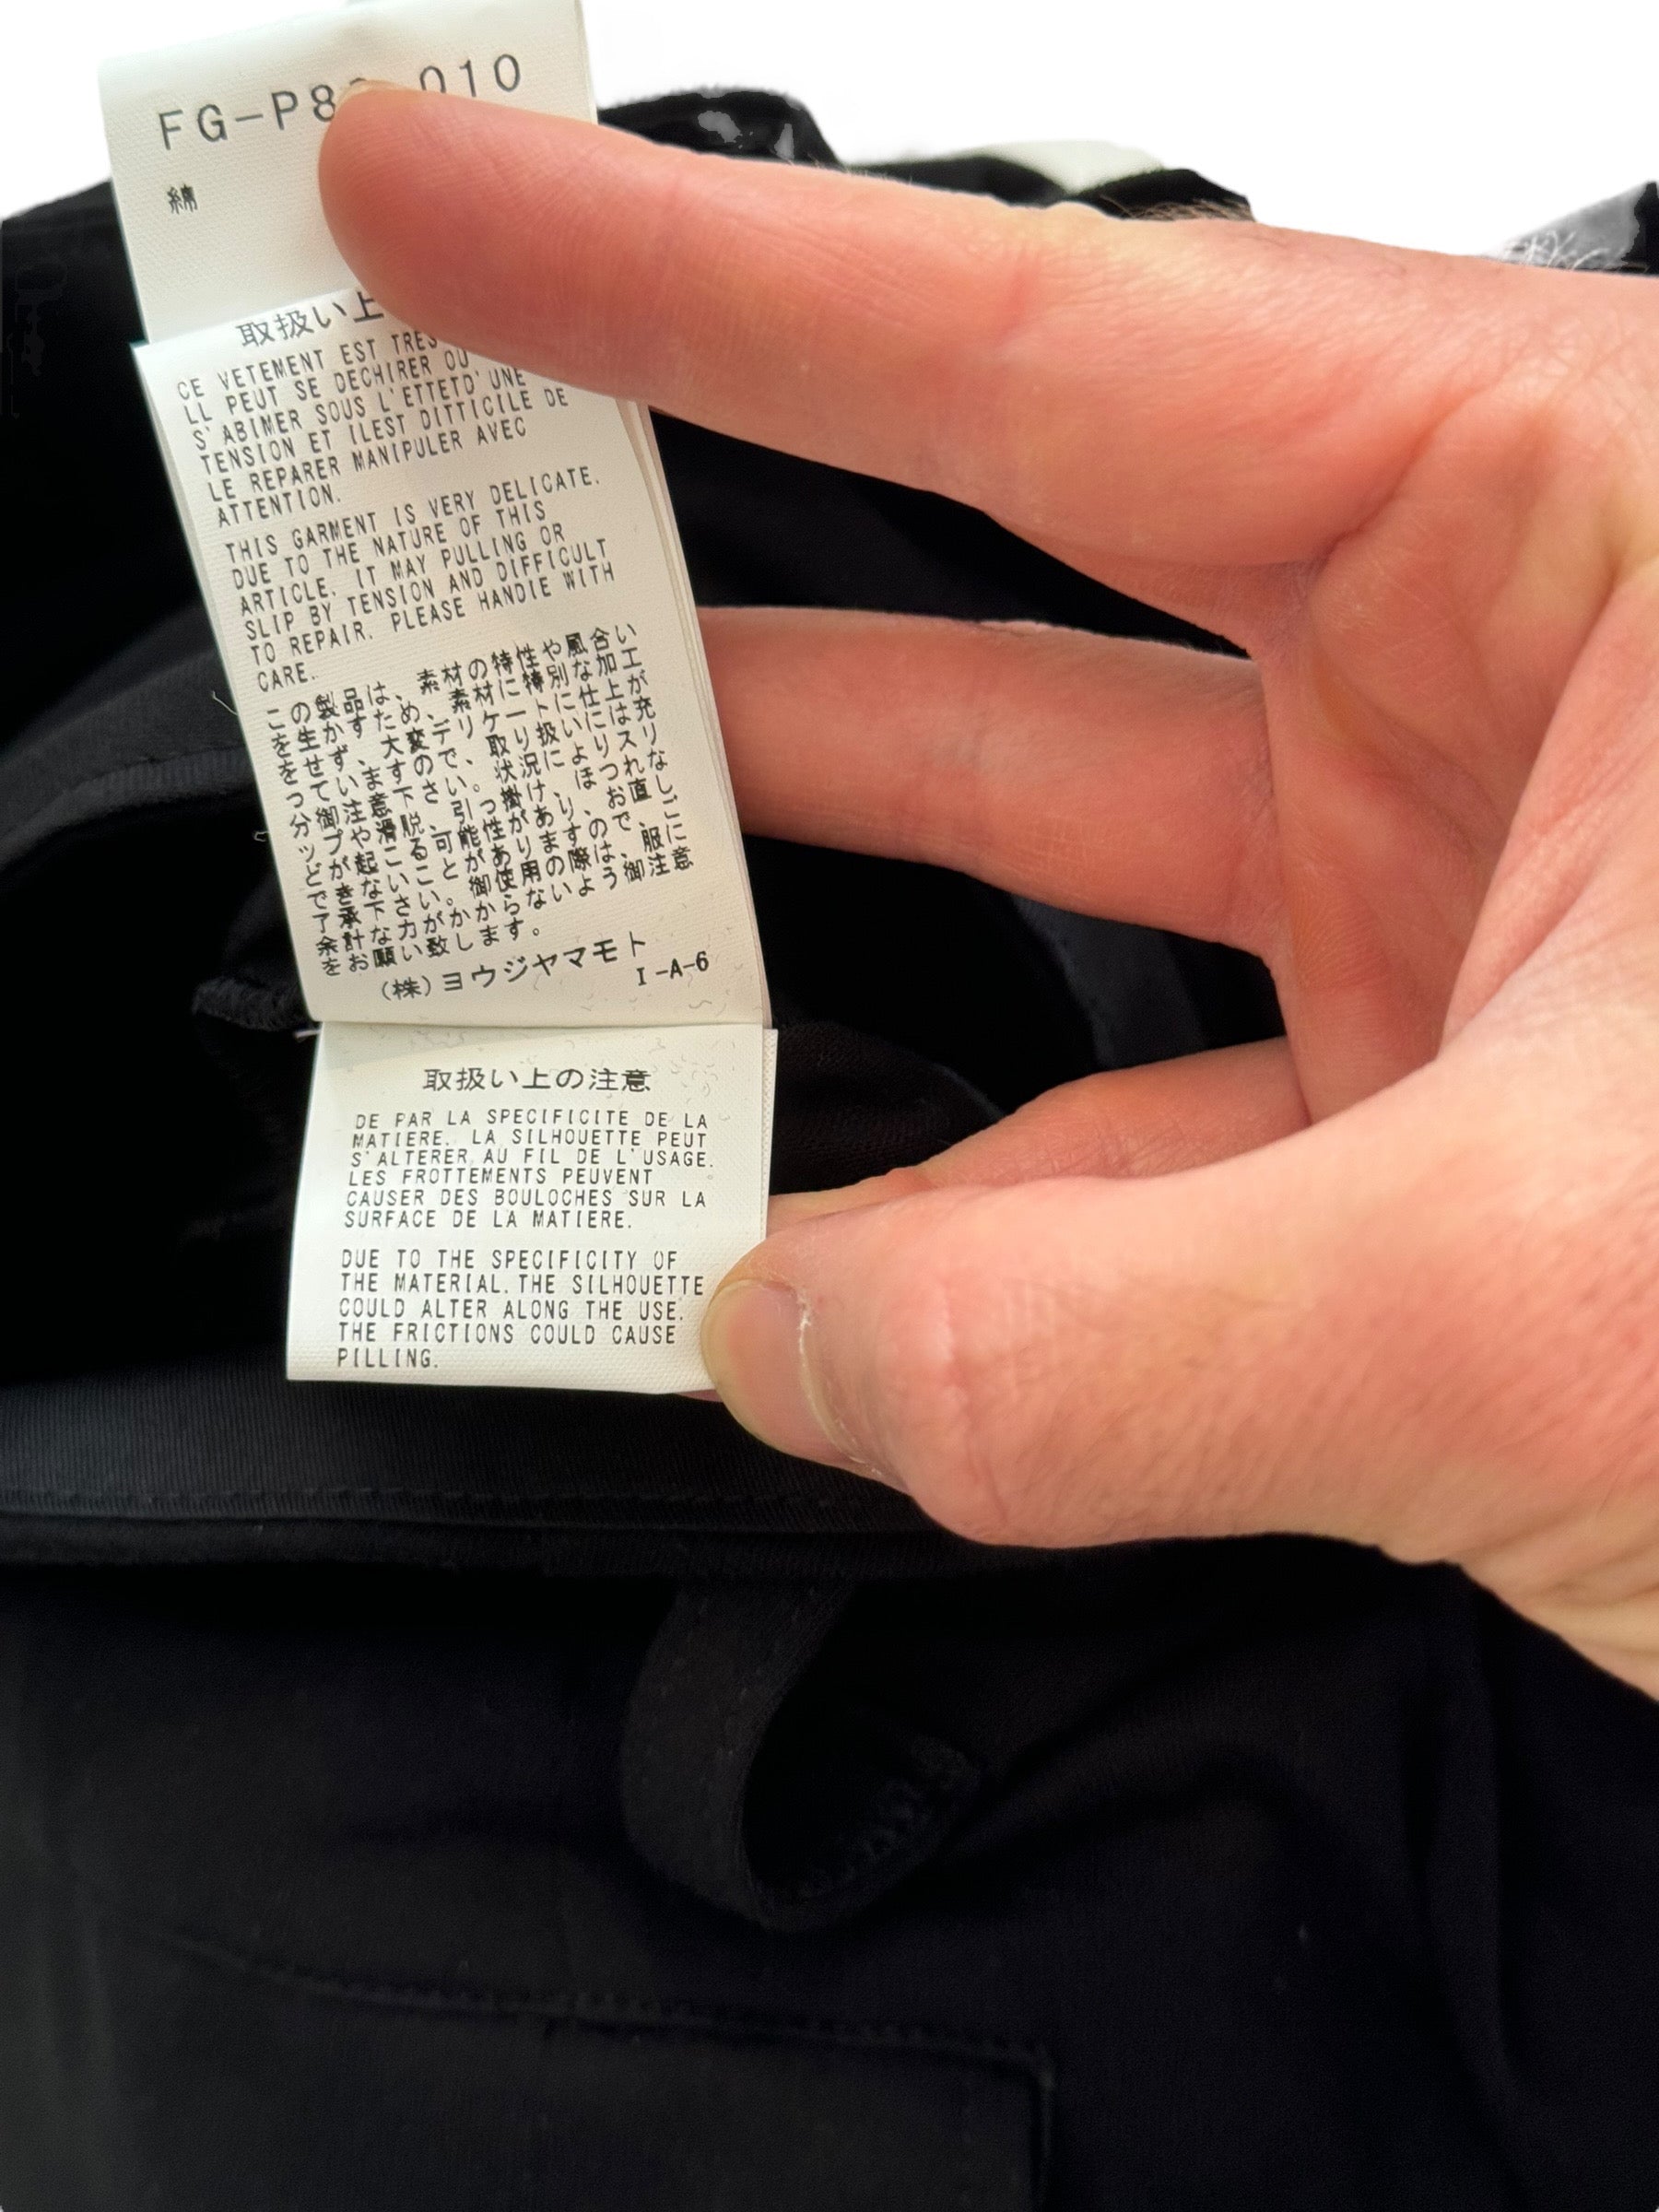 FG-P8 010
綿
取扱い上
CE VETEMENT EST TRES
LL PEUT SE DECHIRER OU
S'ABIMER SOUS L'ETTETD'UNE
TENSION ET ILEST DITTICILE DE
LE REPARER MANIPULER AVEC
ATTENTION.
THIS GARMENT IS VERY DELICATE.
DUE TO THE NATURE OF THIS
ARTICLE. IT MAY PULLING OR
SLIP BY TENSION AND DIFFICULT
TO REPAIR. PLEASE HANDIE WITH
CARE.
この製品は、素材の特性や風合い
を生かすため、素材に特別な加工が
をせず、大変デリケートに仕上が
って、ますので、取り扱いには充
分御注意下さい。状況によりスリ
ップや滑脱、引っ掛け、ほつれな
どが起こる可能性があり、お直し
できないことがありますので、ご
了承下さい。御使用の際は、服に
余計な力がかからないよう御注意
をお願い致します。
(株)ヨウジヤマモト
I-A-6
取扱い上の注意
DE PAR LA SPECIFICITE DE LA
MATIERE. LA SILHOUETTE PEUT
S'ALTERER AU FIL DE L'USAGE.
LES FROTTEMENTS PEUVENT
CAUSER DES BOULOCHES SUR LA
SURFACE DE LA MATIERE.
DUE TO THE SPECIFICITY OF
THE MATERIAL.THE SILHOUETTE
COULD ALTER ALONG THE USE.
THE FRICTIONS COULD CAUSE
PILLING.